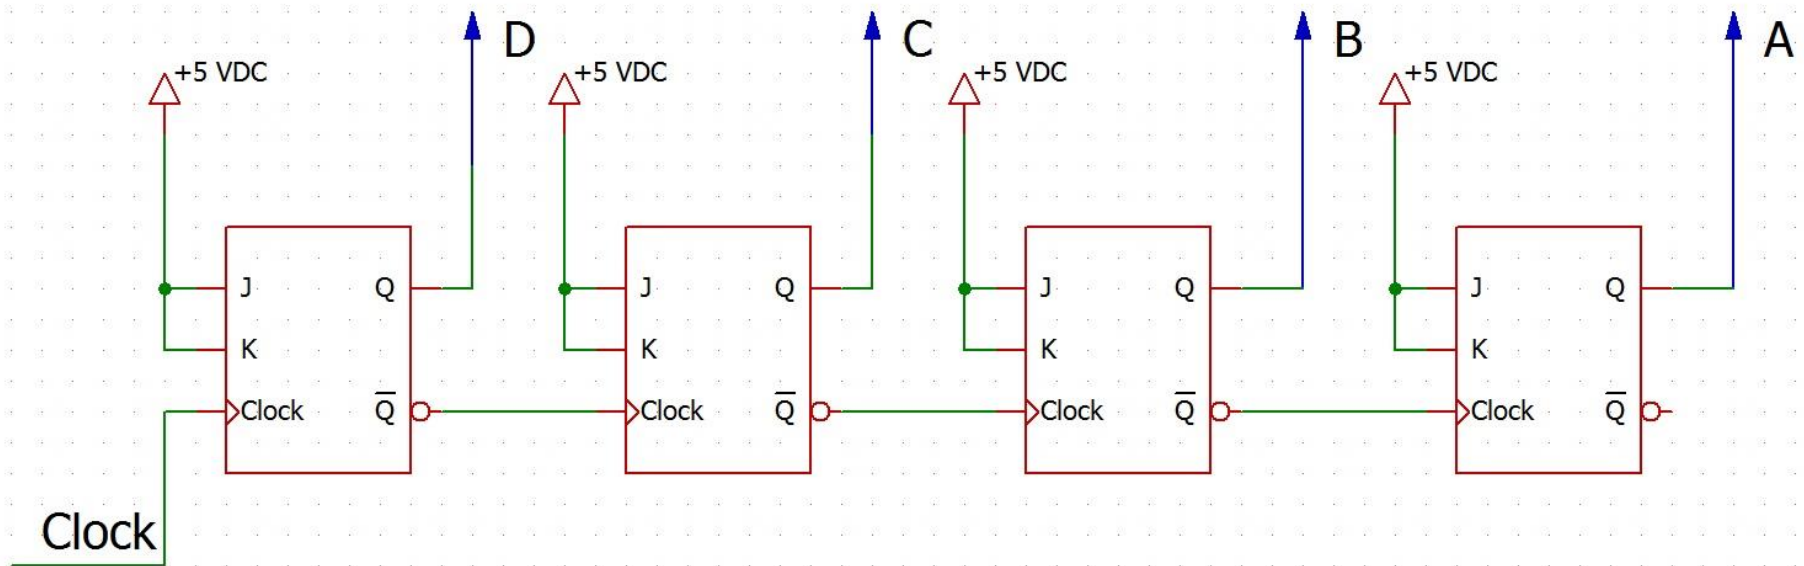 D C B A
+5 VDC +5 VDC +5 VDC +5 VDC
J Q J Q J Q J Q
K K K K
Clock Q̅ Clock Q̅ Clock Q̅ Clock Q̅
Clock